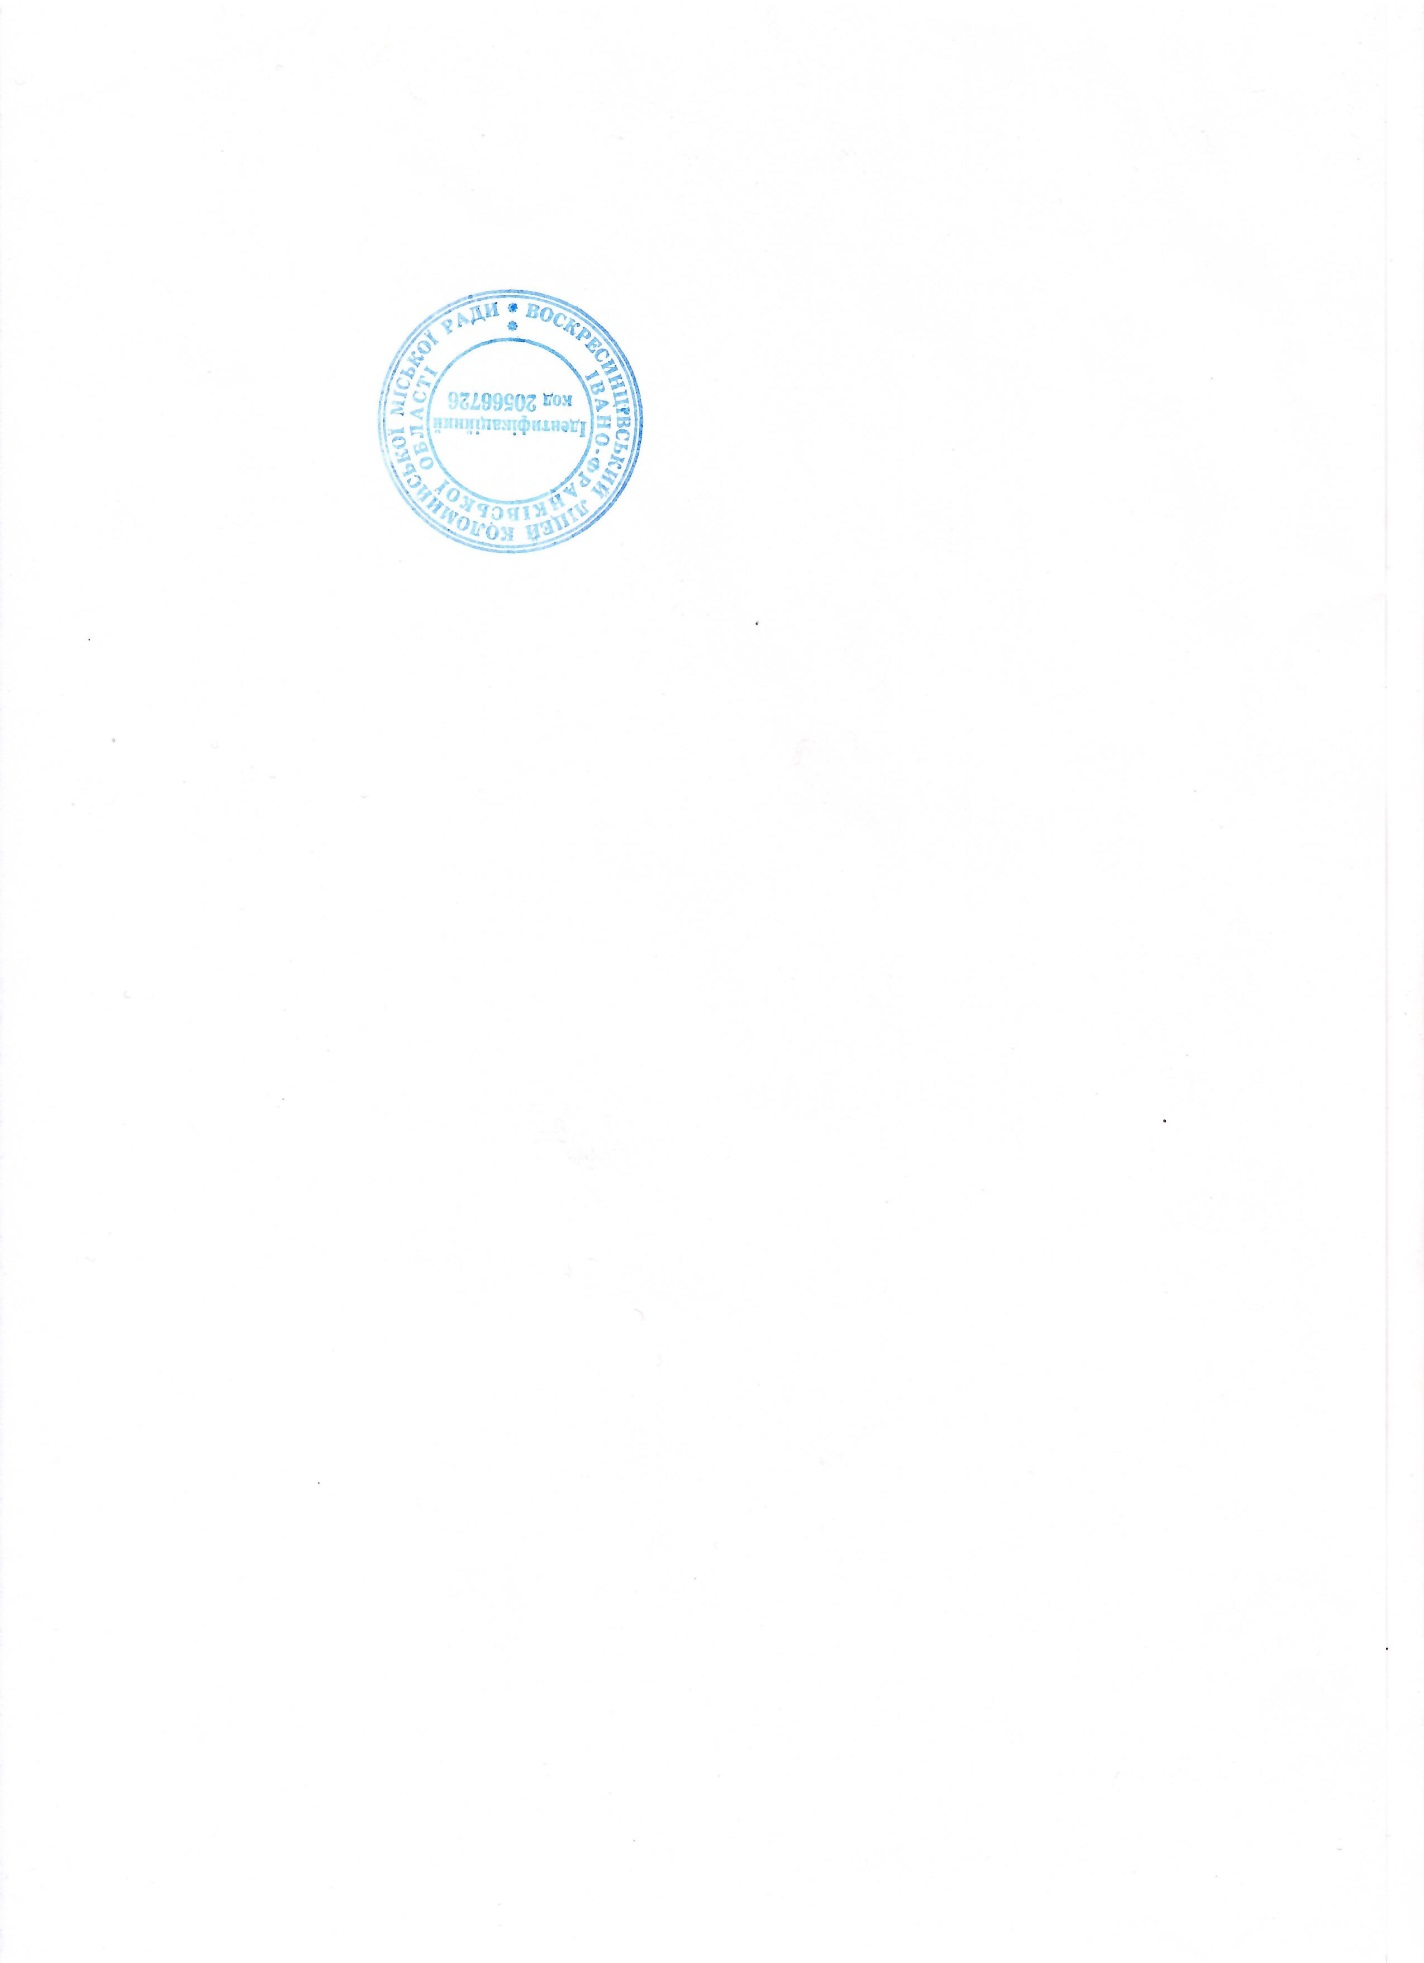 ВОСКРЕСИНЦІВСЬКИЙ ЛІЦЕЙ КОЛОМИЙСЬКОЇ МІСЬКОЇ РАДИ
ІВАНО-ФРАНКІВСЬКОЇ ОБЛАСТІ
Ідентифікаційний
код 20566726